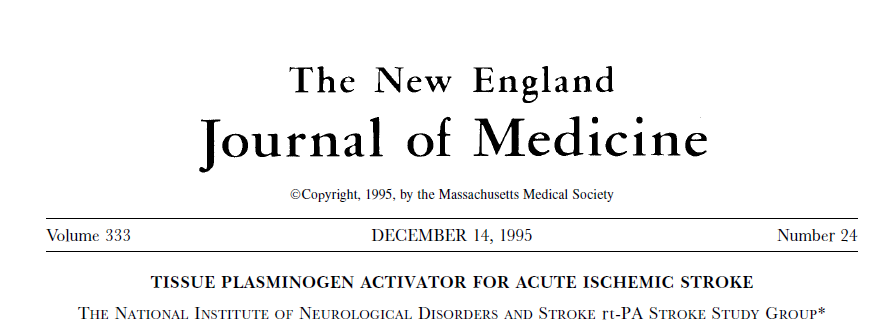 The New England
Journal of Medicine
©Copyright, 1995, by the Massachusetts Medical Society
Volume 333 DECEMBER 14, 1995 Number 24
TISSUE PLASMINOGEN ACTIVATOR FOR ACUTE ISCHEMIC STROKE
THE NATIONAL INSTITUTE OF NEUROLOGICAL DISORDERS AND STROKE rt-PA STROKE STUDY GROUP*